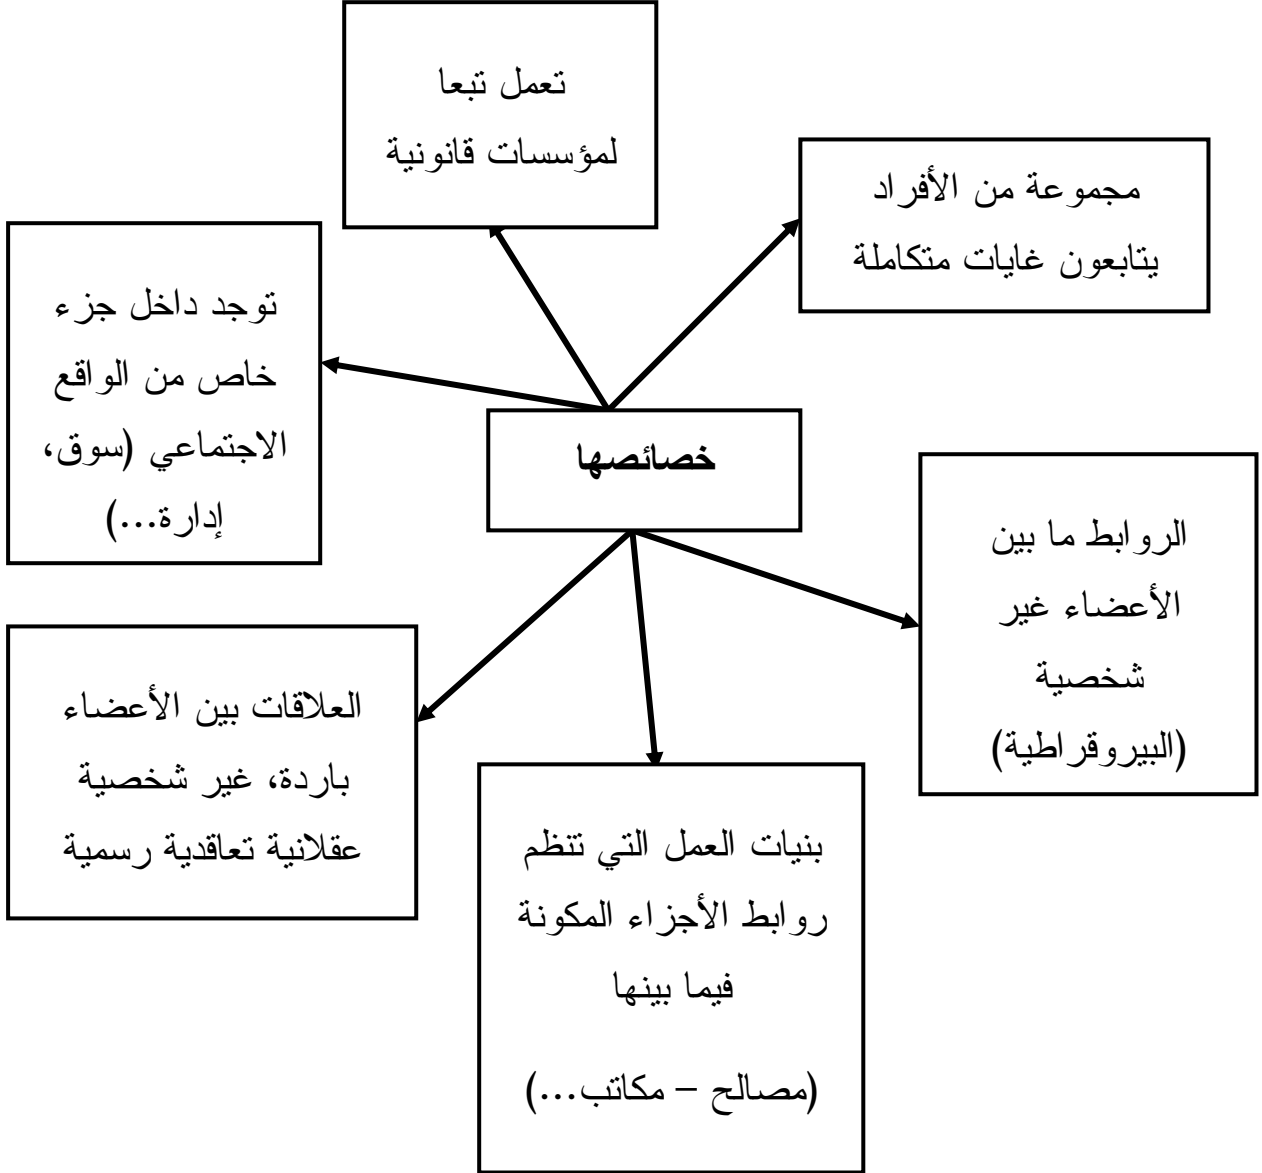 تعمل تبعا
لمؤسسات قانونية
مجموعة من الأفراد
يتابعون غايات متكاملة
توجد داخل جزء
خاص من الواقع
الاجتماعي (سوق،
إدارة...)
خصائصها
الروابط ما بين
الأعضاء غير
شخصية
(البيروقراطية)
العلاقات بين الأعضاء
باردة، غير شخصية
عقلانية تعاقدية رسمية
بنيات العمل التي تنظم
روابط الأجزاء المكونة
فيما بينها
(مصالح – مكاتب...)